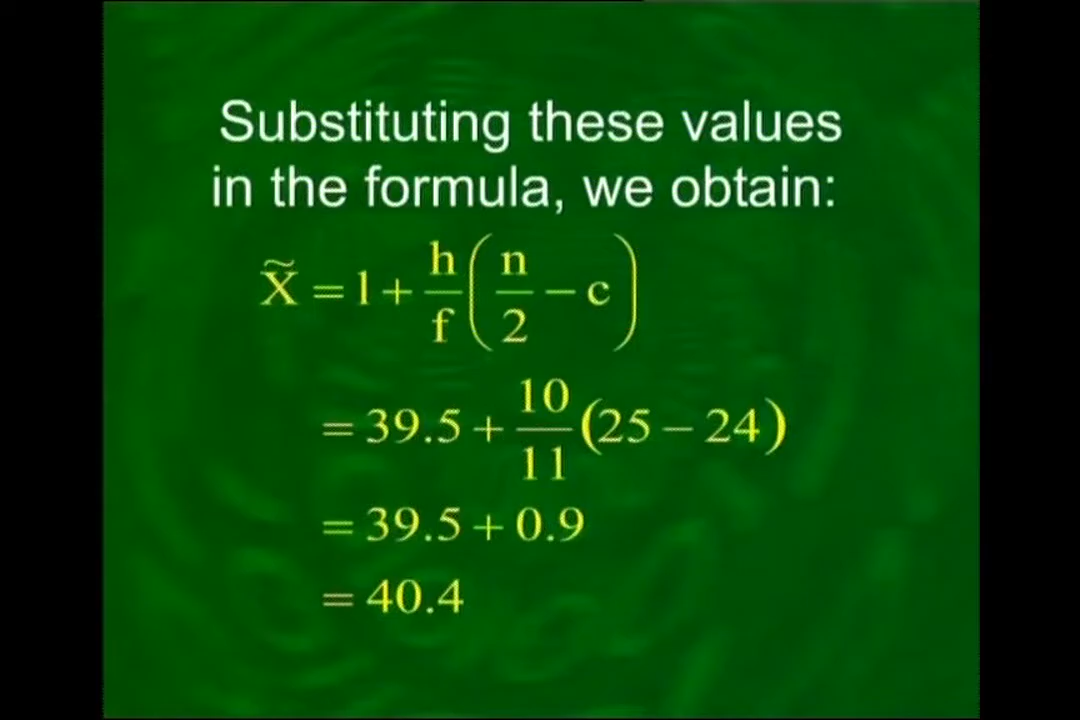 Substituting these values
in the formula, we obtain:
X̃ = l + h/f (n/2 − c)
= 39.5 + 10/11 (25 − 24)
= 39.5 + 0.9
= 40.4